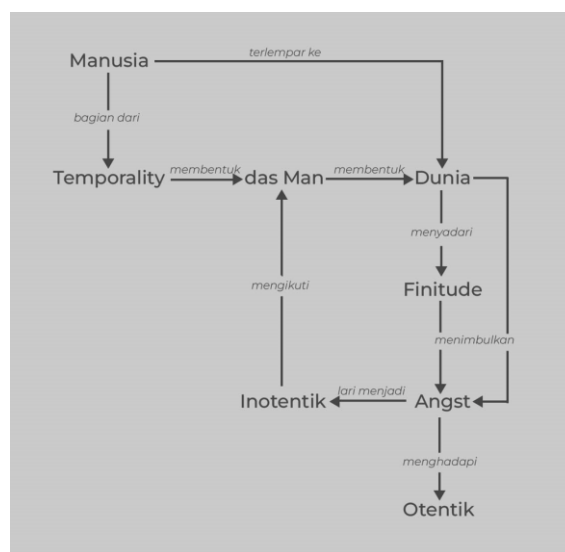 terlempar ke
Manusia
bagian dari
Temporality
membentuk
das Man
membentuk
Dunia
menyadari
mengikuti
Finitude
menimbulkan
Inotentik
lari menjadi
Angst
menghadapi
Otentik